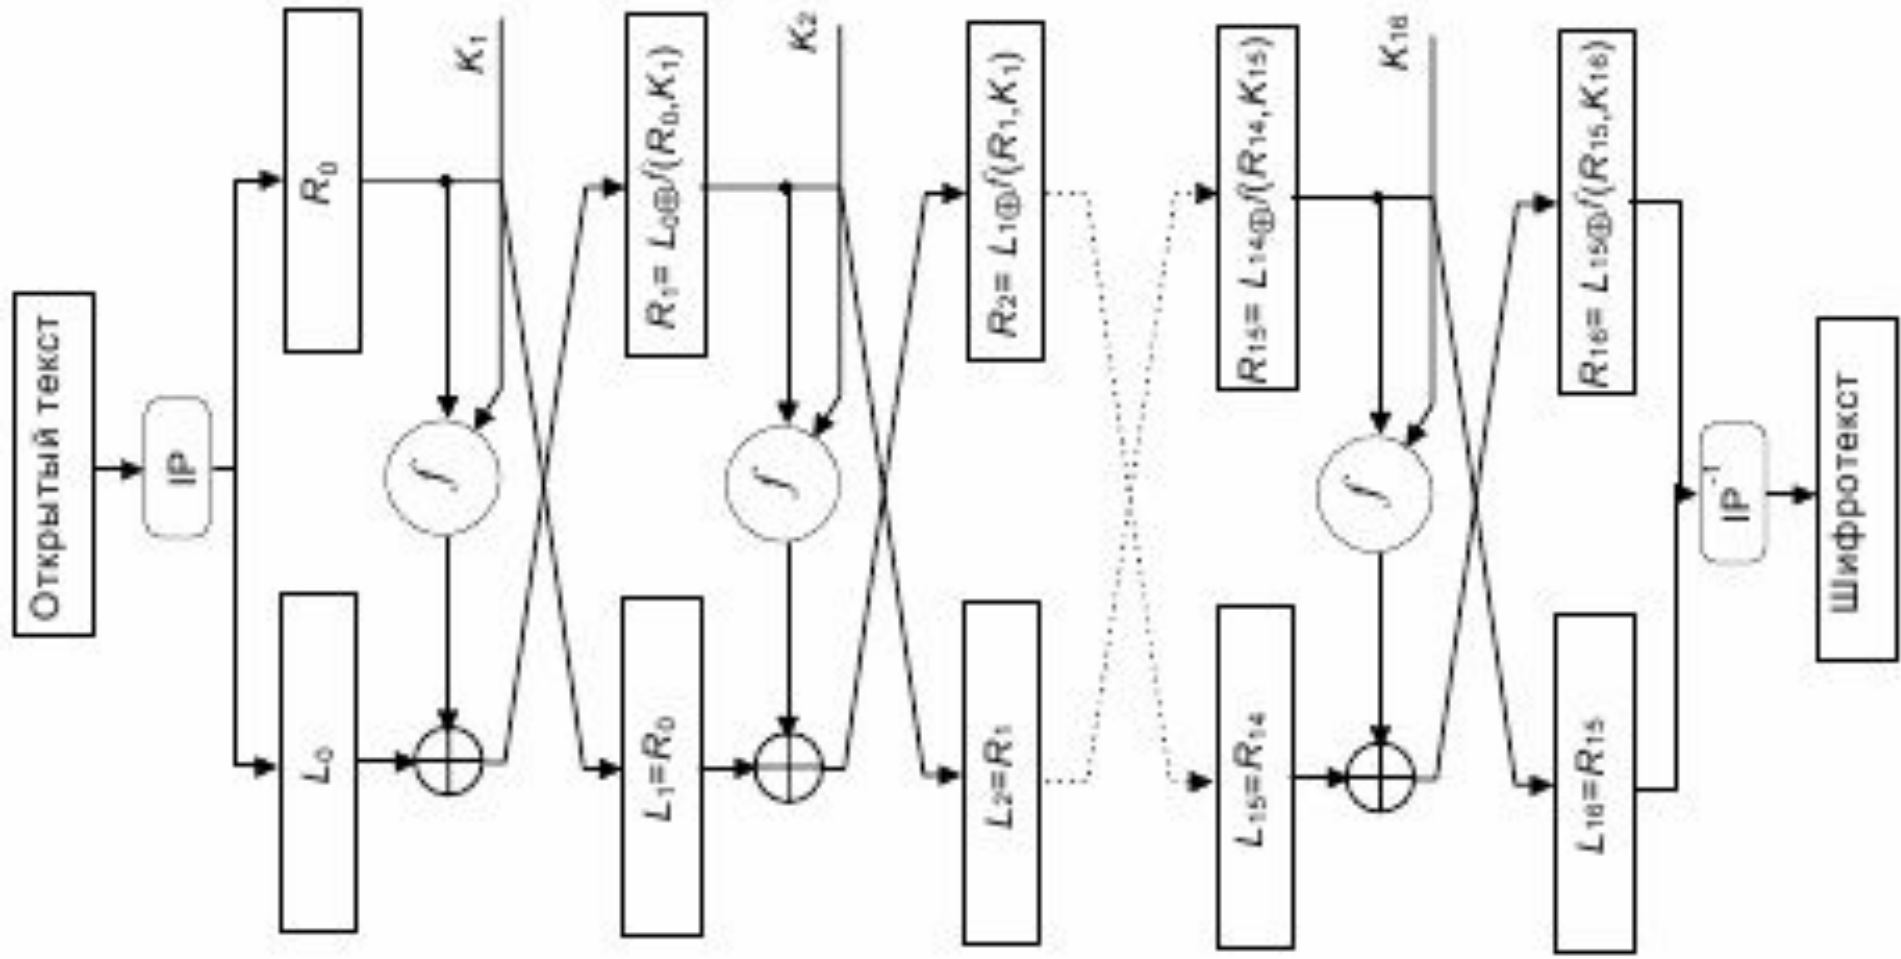 Открытый текст
IP
L₀
R₀
K₁
f
L₁=R₀
R₁= L₀⊕f(R₀,K₁)
K₂
f
L₂=R₁
R₂= L₁⊕f(R₁,K₁)
L₁₅=R₁₄
R₁₅= L₁₄⊕f(R₁₄,K₁₅)
K₁₆
f
L₁₆=R₁₅
R₁₆= L₁₅⊕f(R₁₅,K₁₆)
IP⁻¹
Шифротекст